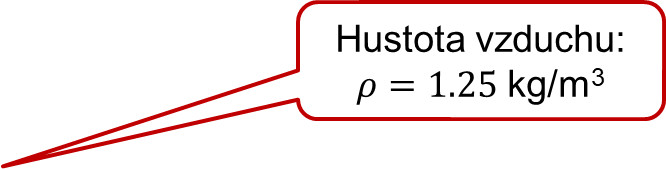 Hustota vzduchu:
𝜌 = 1.25 kg/m³